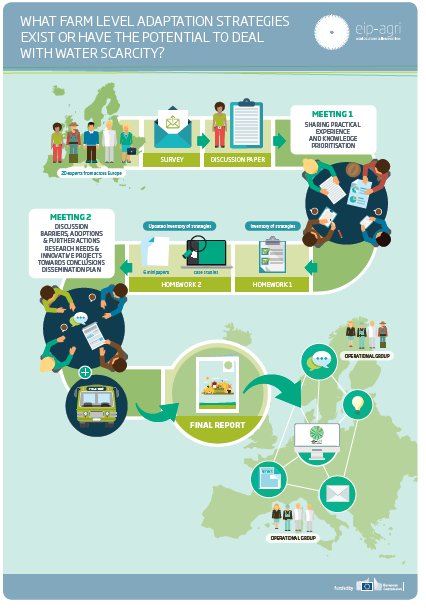 WHAT FARM LEVEL ADAPTATION STRATEGIES
EXIST OR HAVE THE POTENTIAL TO DEAL
WITH WATER SCARCITY?
eip-agri
MEETING 1
SHARING PRACTICAL
EXPERIENCE
AND KNOWLEDGE
PRIORITISATION
SURVEY
DISCUSSION PAPER
20 experts from across Europe
MEETING 2
DISCUSSION
BARRIERS, ADOPTIONS
& FURTHER ACTIONS
RESEARCH NEEDS &
INNOVATIVE PROJECTS
TOWARDS CONCLUSIONS
DISSEMINATION PLAN
Updated inventory of strategies
Inventory of strategies
6 minipapers
case studies
HOMEWORK 2
HOMEWORK 1
OPERATIONAL GROUP
FINAL REPORT
NEWS
OPERATIONAL GROUP
funded by
European
Commission